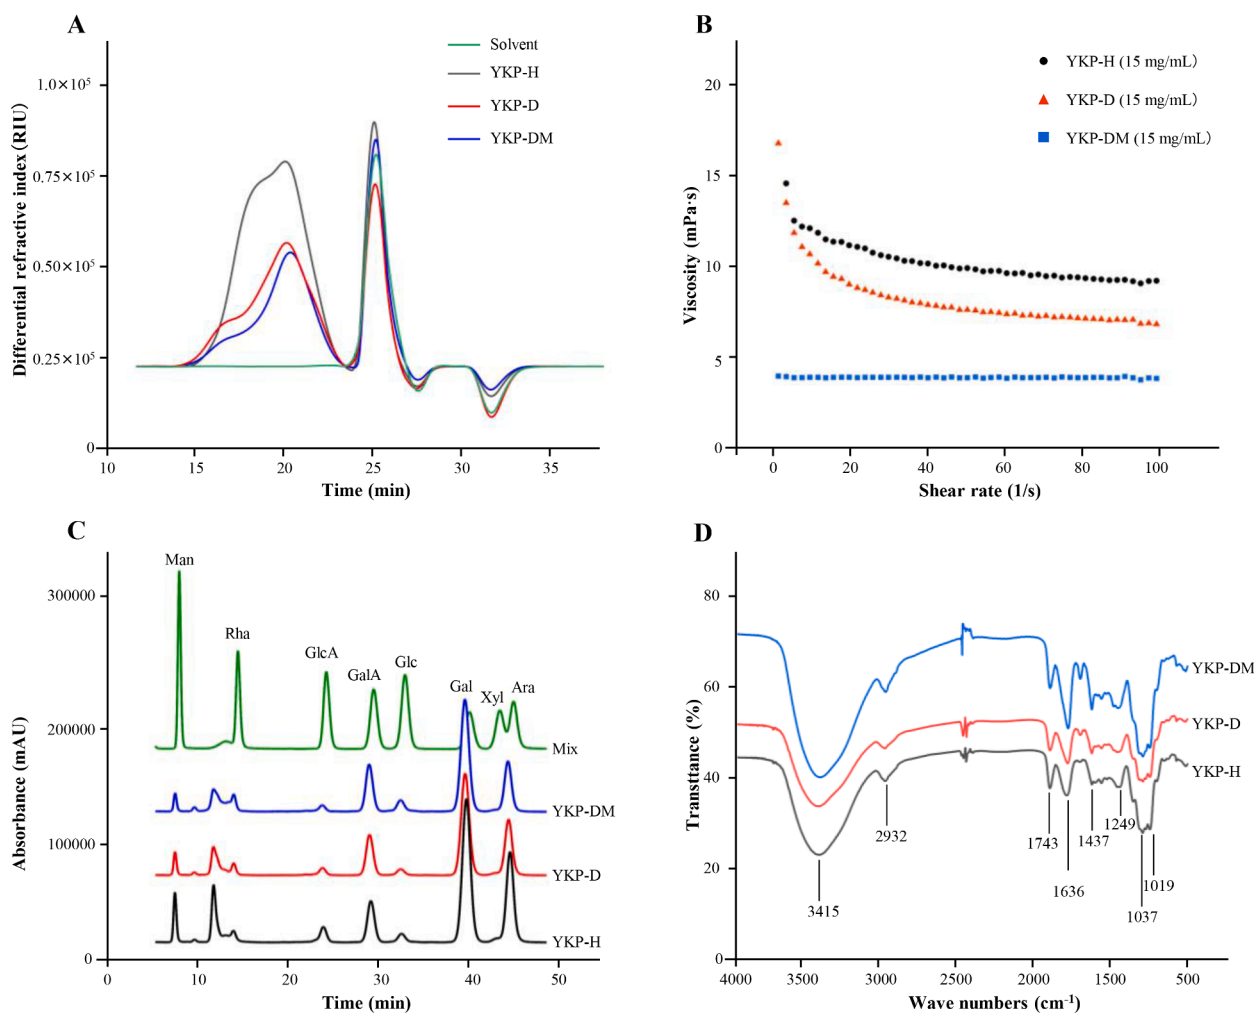 A
Solvent
YKP-H
YKP-D
YKP-DM
Differential refractive index(RIU)
1.0×10⁵
0.75×10⁵
0.50×10⁵
0.25×10⁵
0
10 15 20 25 30 35
Time (min)
B
YKP-H (15 mg/mL)
YKP-D (15 mg/mL)
YKP-DM (15 mg/mL)
Viscosity (mPa·s)
20
15
10
5
0
0 20 40 60 80 100
Shear rate (1/s)
C
Absorbance (mAU)
300000
200000
100000
0
Man
Rha
GlcA
GalA
Glc
Gal
Xyl
Ara
Mix
YKP-DM
YKP-D
YKP-H
0 10 20 30 40 50
Time (min)
D
Transttance (%)
80
60
40
20
0
YKP-DM
YKP-D
YKP-H
3415
2932
1743
1636
1437
1249
1037
1019
4000 3500 3000 2500 2000 1500 1000 500
Wave numbers (cm⁻¹)